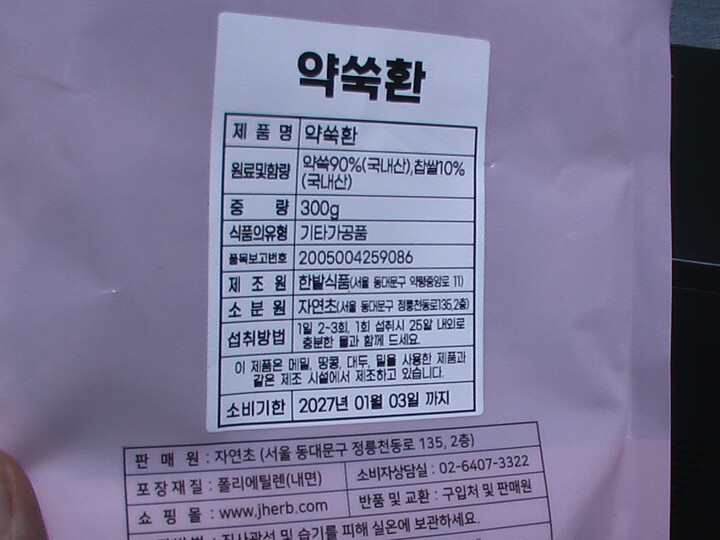 약쑥환
제 품 명 약쑥환
원료및함량 약쑥90%(국내산),찹쌀10%
(국내산)
중 량 300g
식품의유형 기타가공품
품목보고번호 2005004259086
제 조 원 한밭식품(서울 동대문구 약령중앙로 11)
소 분 원 자연초(서울 동대문구 정릉천동로135,2층)
섭취방법 1일 2~3회, 1회 섭취시 25알 내외로
충분한 물과 함께 드세요.
이 제품은 메밀, 땅콩, 대두, 밀을 사용한 제품과
같은 제조 시설에서 제조하고 있습니다.
소비기한 2027년 01월 03일 까지
판 매 원 : 자연초 (서울 동대문구 정릉천동로 135, 2층)
포장재질 : 폴리에틸렌(내면) 소비자상담실 : 02-6407-3322
쇼 핑 몰 : www.jherb.com 반품 및 교환 : 구입처 및 판매원
직사광선 및 습기를 피해 실온에 보관하세요.